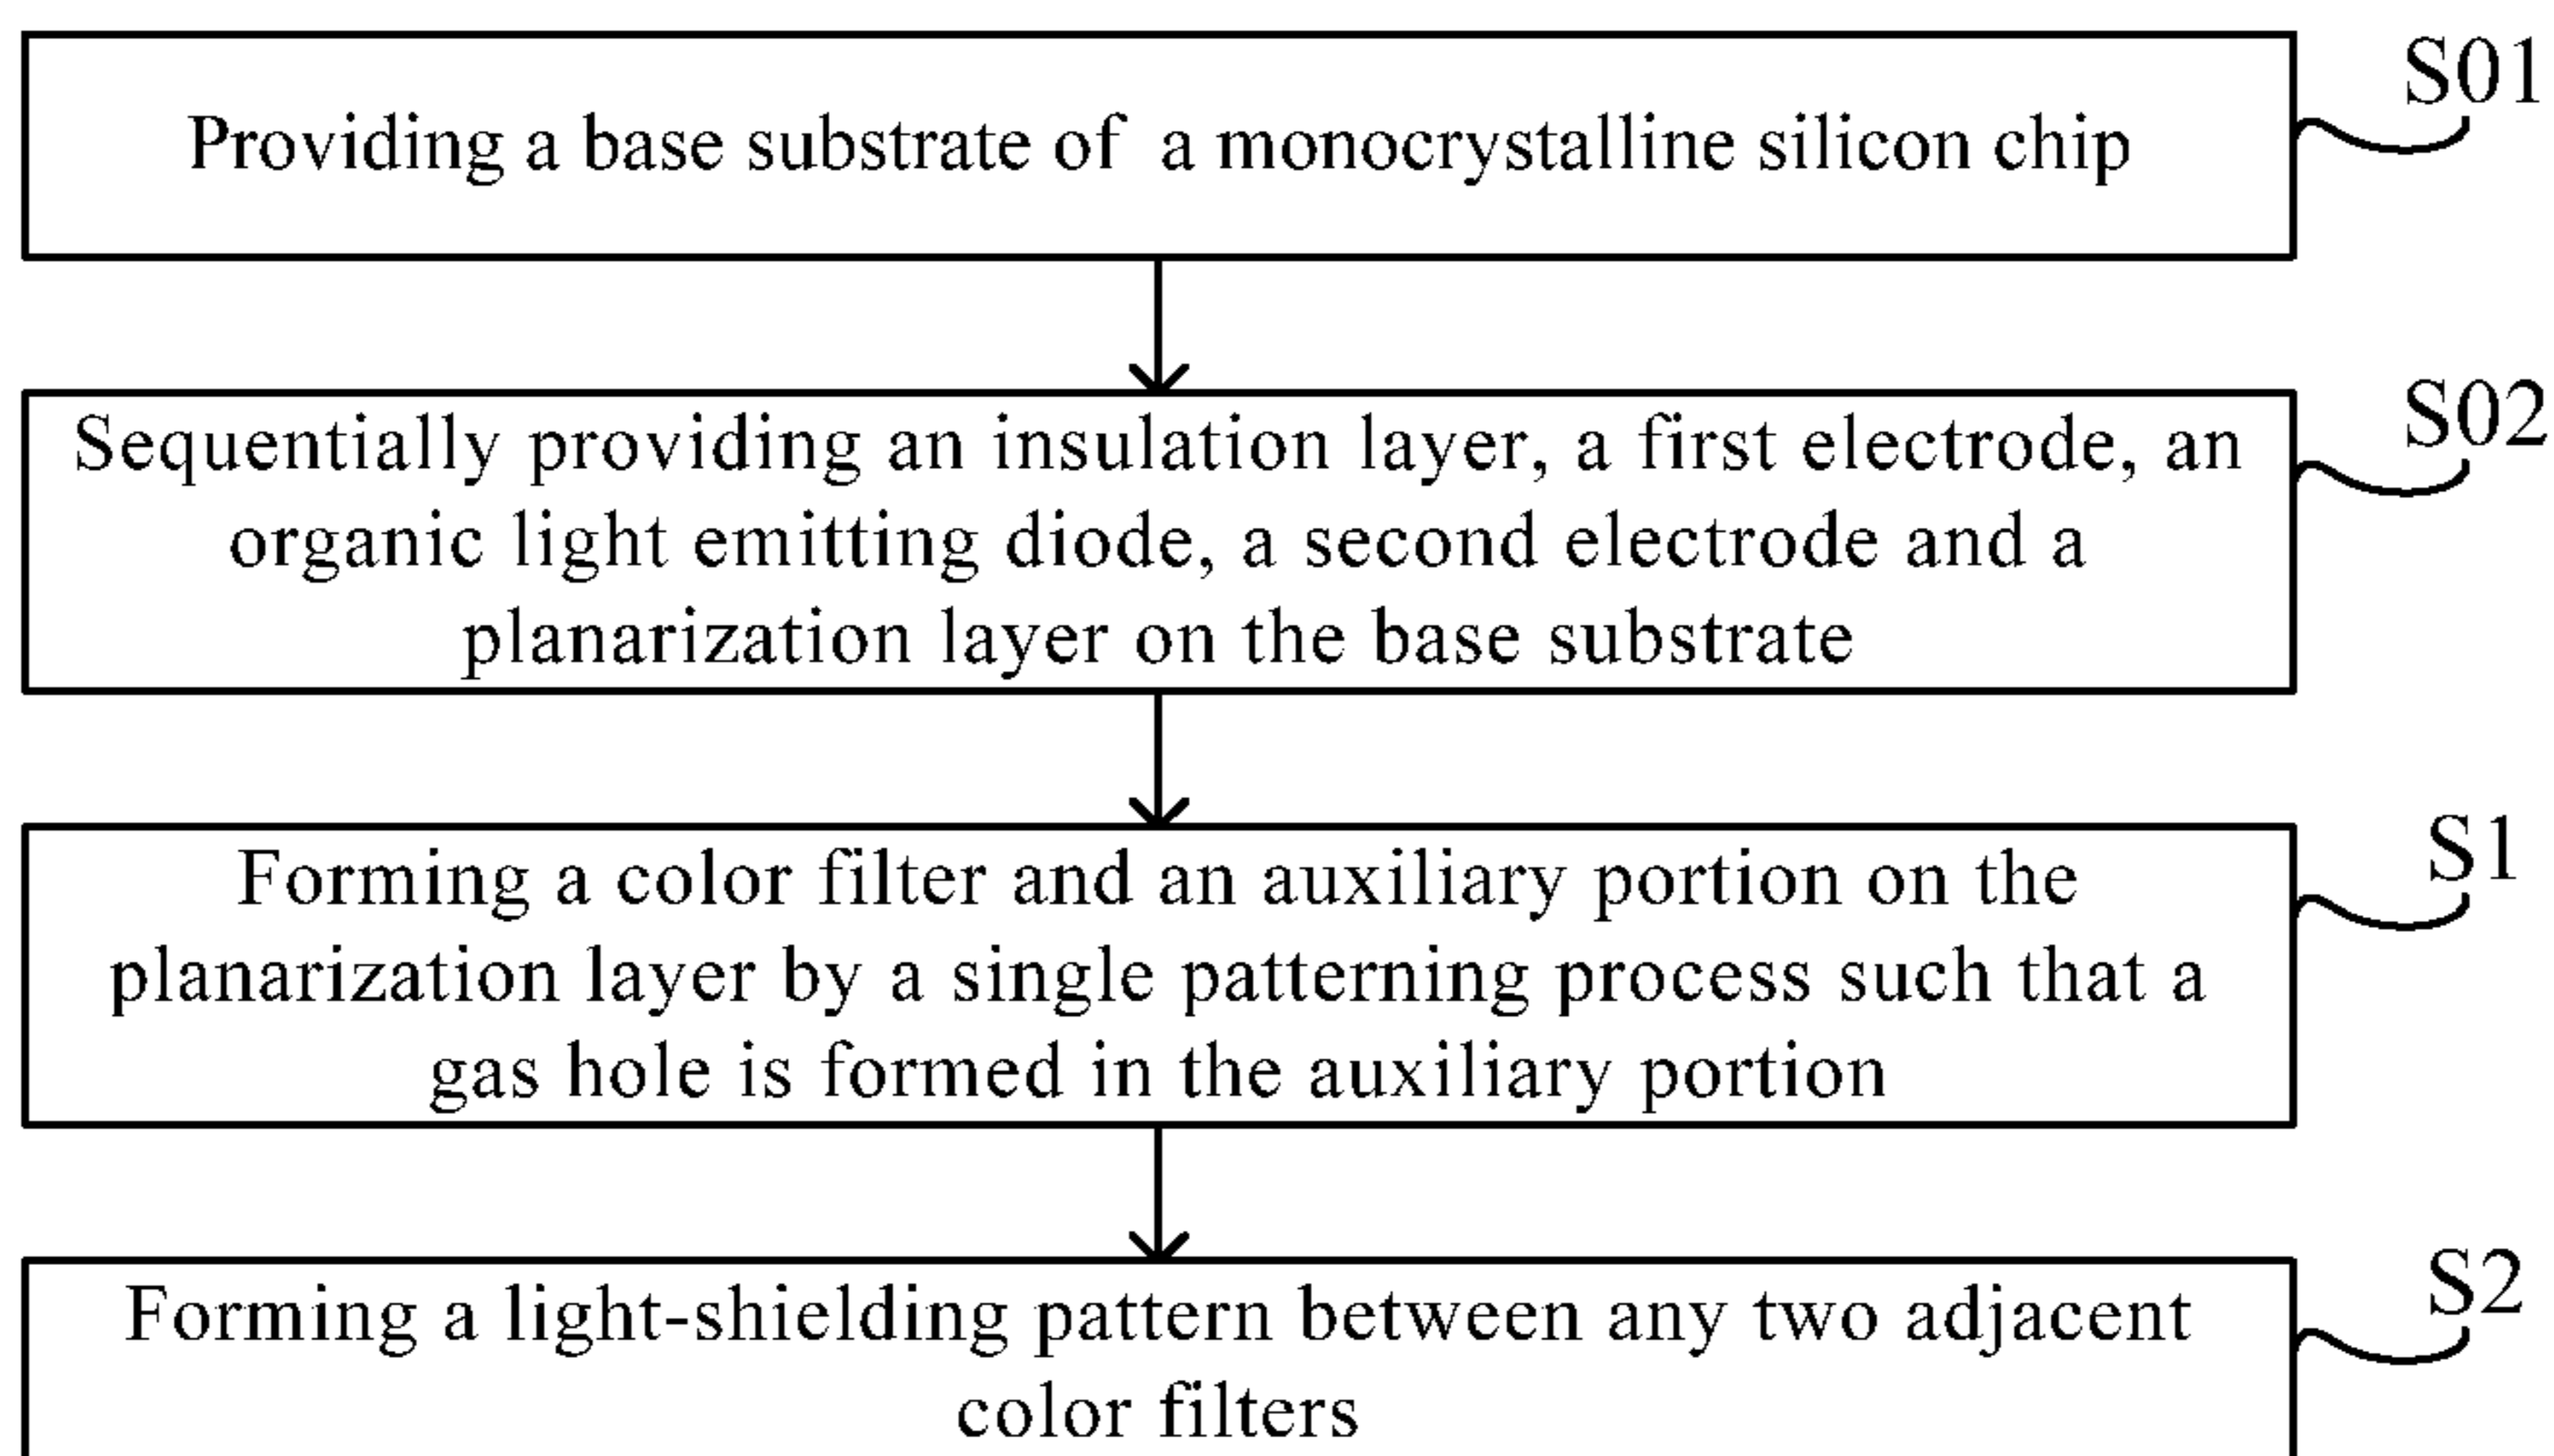 S01
Providing a base substrate of a monocrystalline silicon chip
S02
Sequentially providing an insulation layer, a first electrode, an
organic light emitting diode, a second electrode and a
planarization layer on the base substrate
S1
Forming a color filter and an auxiliary portion on the
planarization layer by a single patterning process such that a
gas hole is formed in the auxiliary portion
S2
Forming a light-shielding pattern between any two adjacent
color filters